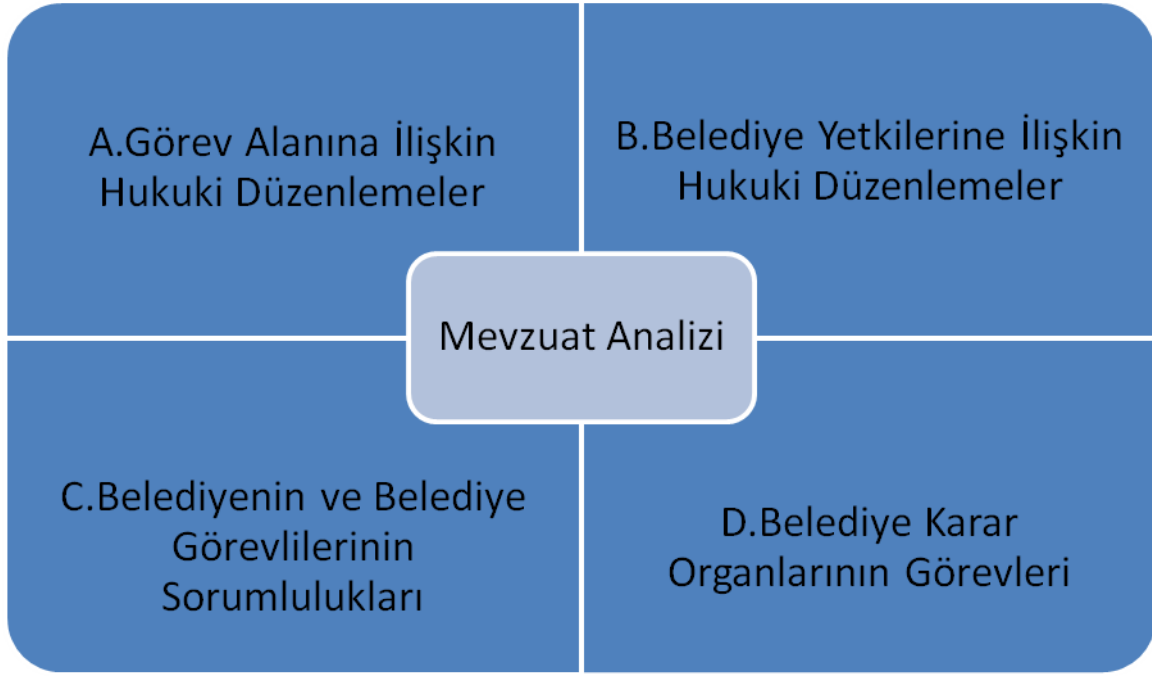 A.Görev Alanına İlişkin
Hukuki Düzenlemeler
B.Belediye Yetkilerine İlişkin
Hukuki Düzenlemeler
Mevzuat Analizi
C.Belediyenin ve Belediye
Görevlilerinin
Sorumlulukları
D.Belediye Karar
Organlarının Görevleri